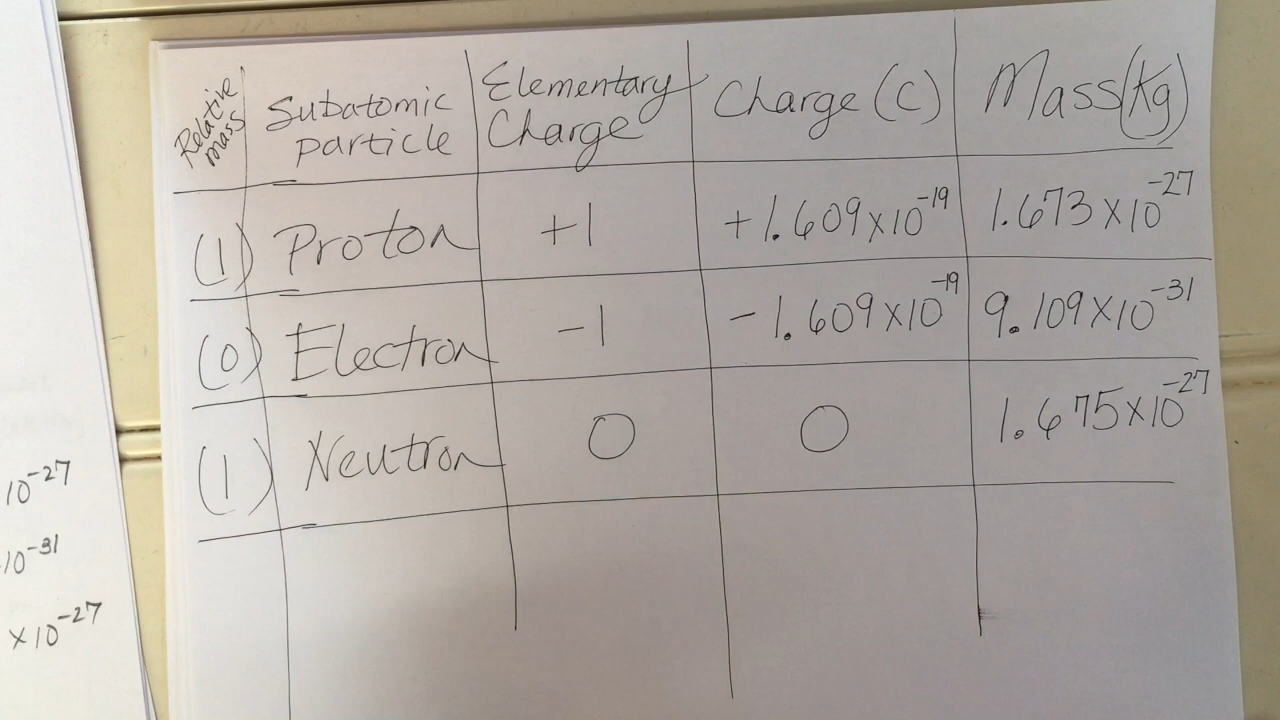 Relative mass Subatomic particle Elementary Charge Charge (C) Mass (kg)
(1) Proton +1 +1.609x10^-19 1.673x10^-27
(0) Electron -1 -1.609x10^-19 9.109x10^-31
(1) Neutron 0 0 1.675x10^-27
10^-27
10^-31
x10^-27